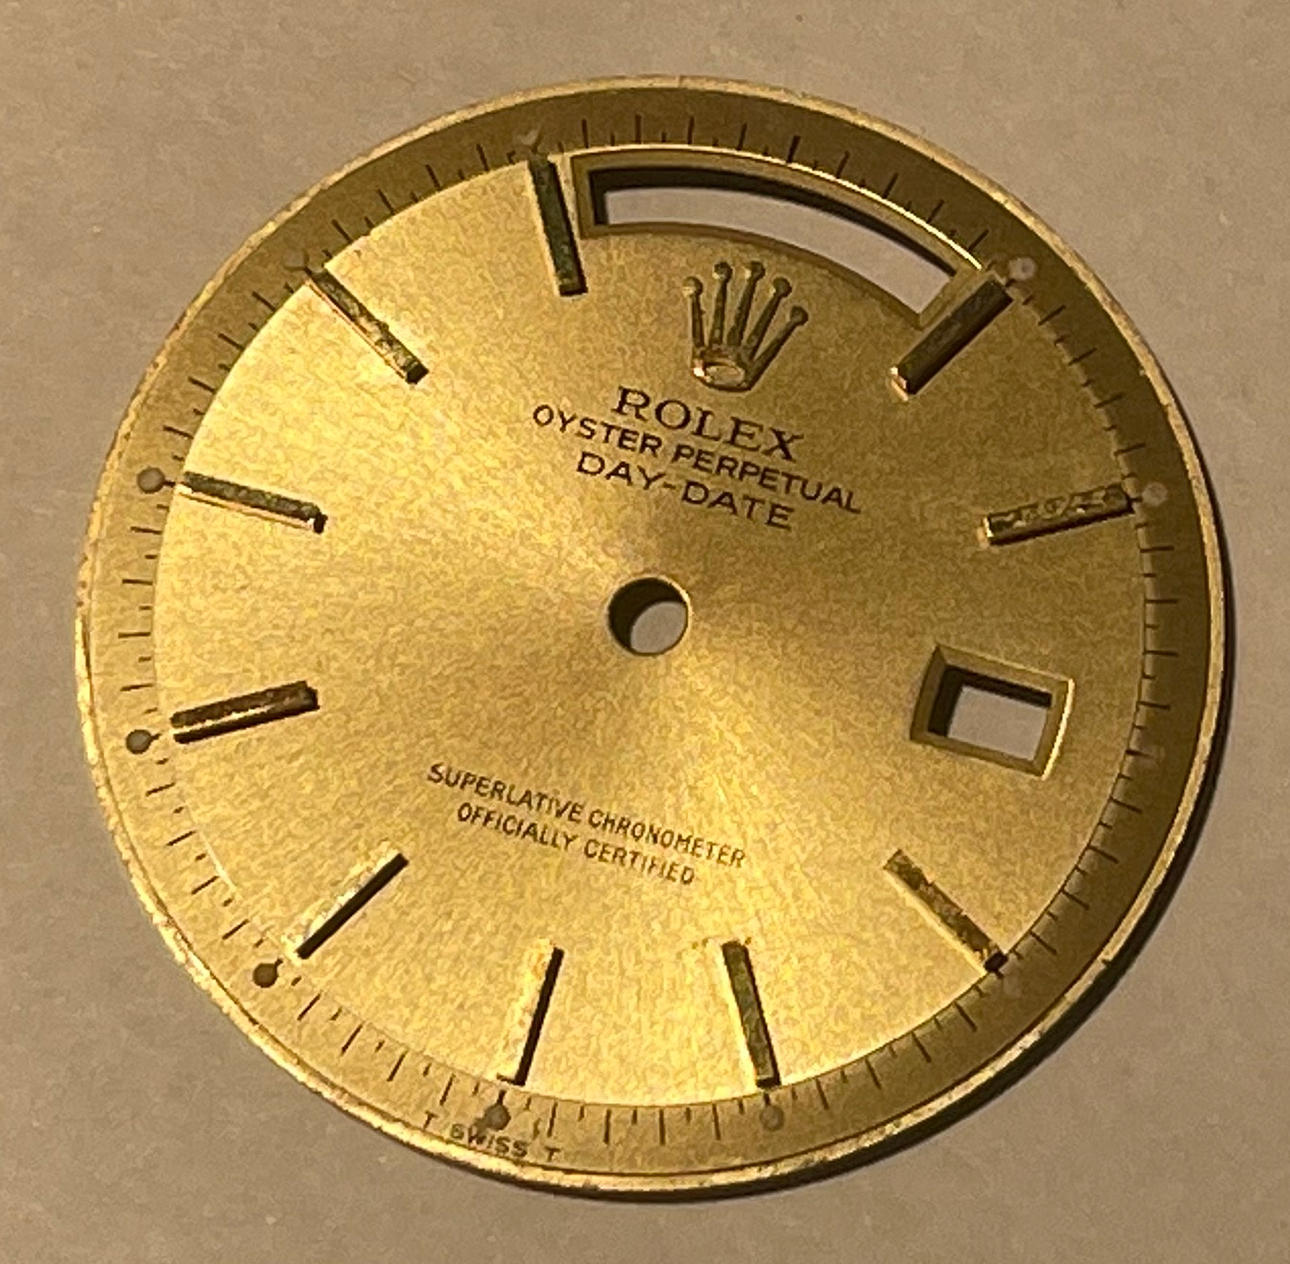 ROLEX
OYSTER PERPETUAL
DAY-DATE
SUPERLATIVE CHRONOMETER
OFFICIALLY CERTIFIED
T SWISS T